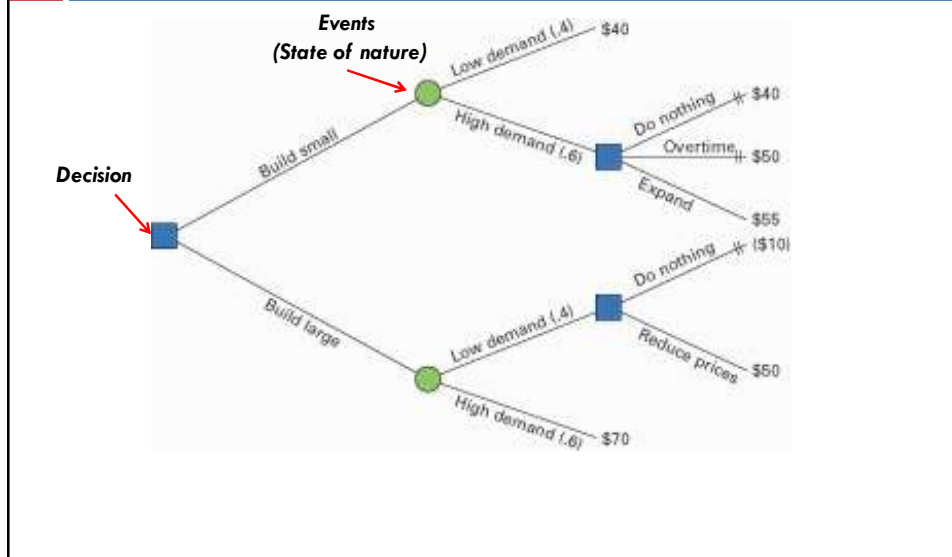 Events
(State of nature)
Low demand (.4)
$40
Do nothing
$40
High demand (.6)
Overtime
$50
Build small
Expand
$55
Decision
Do nothing
($10)
Build large
Low demand (.4)
Reduce prices
$50
High demand (.6)
$70